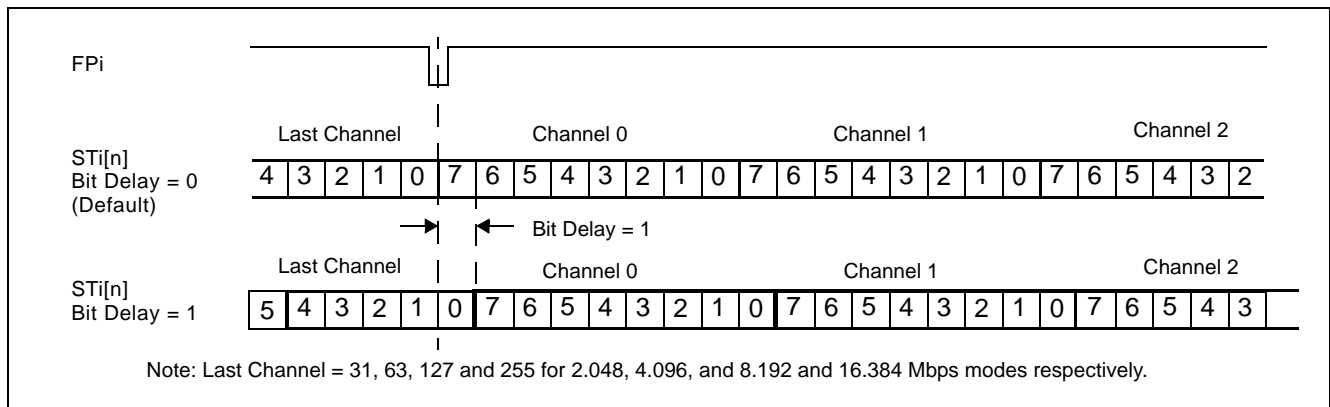 FPi
Last Channel Channel 0 Channel 1 Channel 2
STi[n]
Bit Delay = 0
(Default)
4 3 2 1 0 7 6 5 4 3 2 1 0 7 6 5 4 3 2 1 0 7 6 5 4 3 2
Bit Delay = 1
Last Channel Channel 0 Channel 1 Channel 2
STi[n]
Bit Delay = 1
5 4 3 2 1 0 7 6 5 4 3 2 1 0 7 6 5 4 3 2 1 0 7 6 5 4 3
Note: Last Channel = 31, 63, 127 and 255 for 2.048, 4.096, and 8.192 and 16.384 Mbps modes respectively.